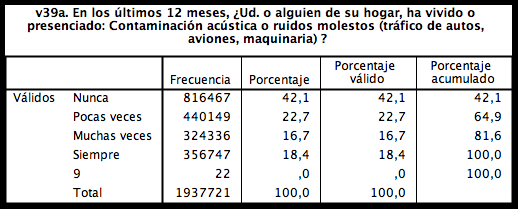 v39a. En los últimos 12 meses, ¿Ud. o alguien de su hogar, ha vivido o
presenciado: Contaminación acústica o ruidos molestos (tráfico de autos,
aviones, maquinaria) ?
Frecuencia Porcentaje Porcentaje válido Porcentaje acumulado
Válidos Nunca 816467 42,1 42,1 42,1
Pocas veces 440149 22,7 22,7 64,9
Muchas veces 324336 16,7 16,7 81,6
Siempre 356747 18,4 18,4 100,0
9 22 ,0 ,0 100,0
Total 1937721 100,0 100,0